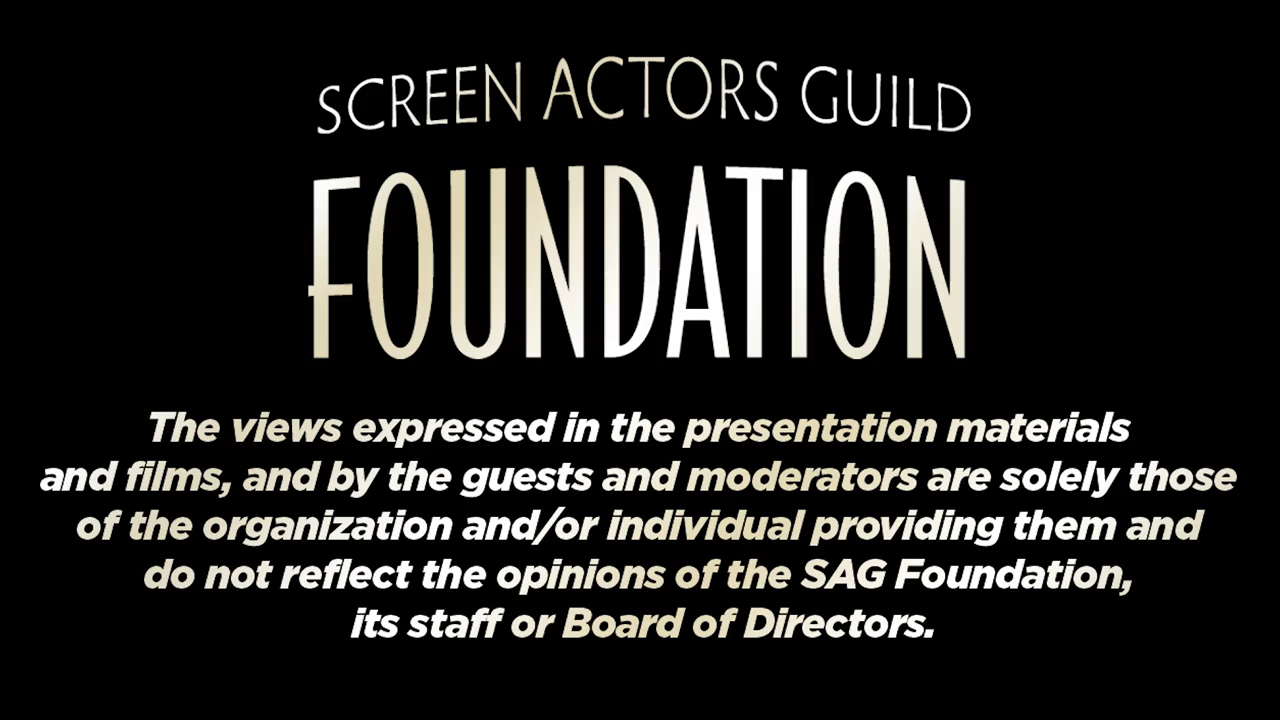 SCREEN ACTORS GUILD
FOUNDATION
The views expressed in the presentation materials
and films, and by the guests and moderators are solely those
of the organization and/or individual providing them and
do not reflect the opinions of the SAG Foundation,
its staff or Board of Directors.